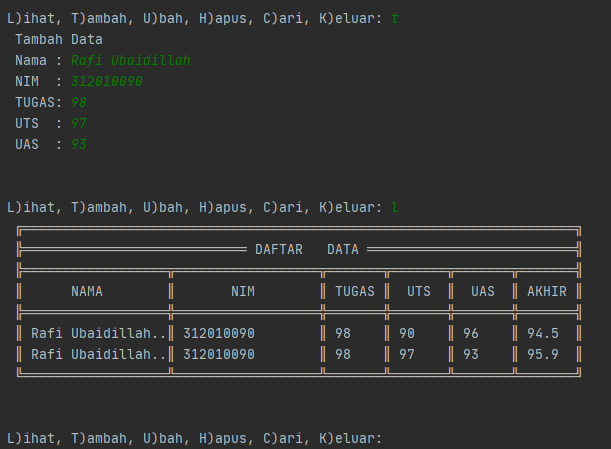 L)ihat, T)ambah, U)bah, H)apus, C)ari, K)eluar: t
Tambah Data
Nama : Rafi Ubaidillah
NIM  : 312010090
TUGAS: 98
UTS  : 97
UAS  : 93
L)ihat, T)ambah, U)bah, H)apus, C)ari, K)eluar: l
DAFTAR   DATA
NAMA NIM TUGAS UTS UAS AKHIR
Rafi Ubaidillah.. 312010090 98 90 96 94.5
Rafi Ubaidillah.. 312010090 98 97 93 95.9
L)ihat, T)ambah, U)bah, H)apus, C)ari, K)eluar: